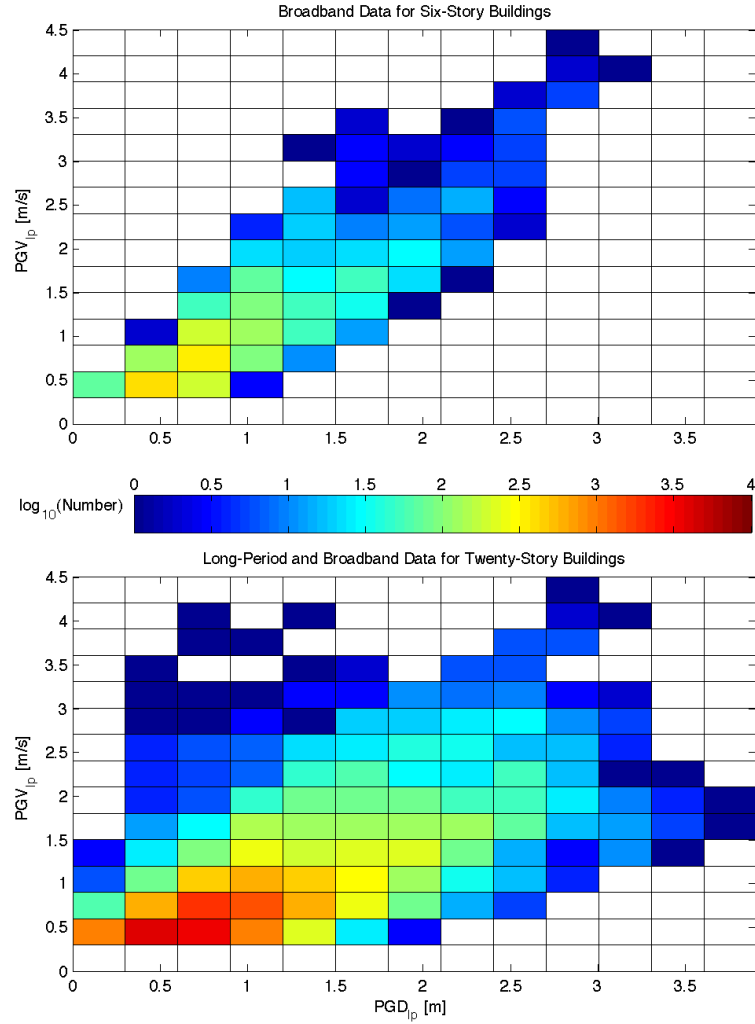 Broadband Data for Six-Story Buildings
4.5
4
3.5
3
2.5
2
1.5
1
0.5
0
PGV_lp [m/s]
0 0.5 1 1.5 2 2.5 3 3.5
0 0.5 1 1.5 2 2.5 3 3.5 4
log_10(Number)
Long-Period and Broadband Data for Twenty-Story Buildings
4.5
4
3.5
3
2.5
2
1.5
1
0.5
0
PGV_lp [m/s]
0 0.5 1 1.5 2 2.5 3 3.5
PGD_lp [m]